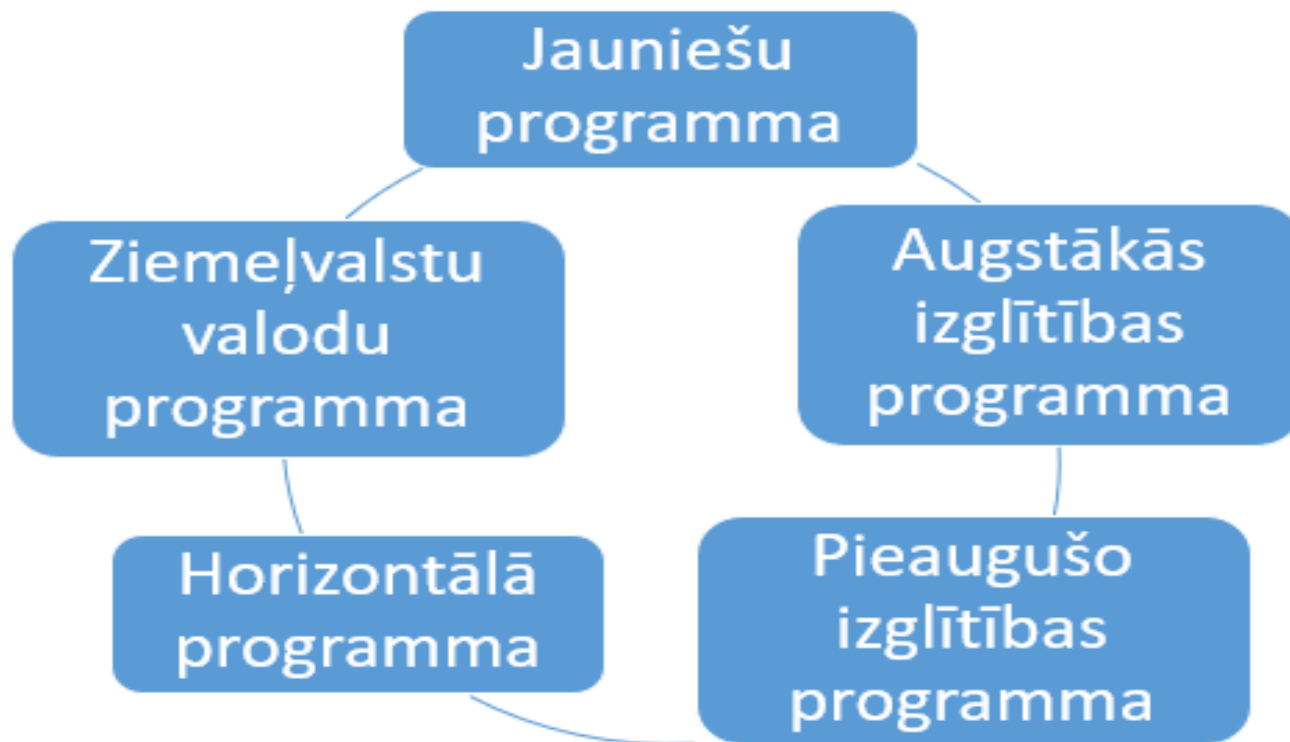 Jauniešu
programma
Ziemeļvalstu
valodu
programma
Augstākās
izglītības
programma
Horizontālā
programma
Pieaugušo
izglītības
programma